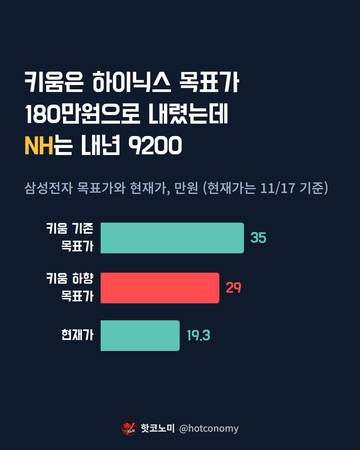 키움은 하이닉스 목표가
180만원으로 내렸는데
NH는 내년 9200
삼성전자 목표가와 현재가, 만원 (현재가는 11/17 기준)
키움 기존
목표가
35
키움 하향
목표가
29
현재가
19.3
핫코노미 @hotconomy